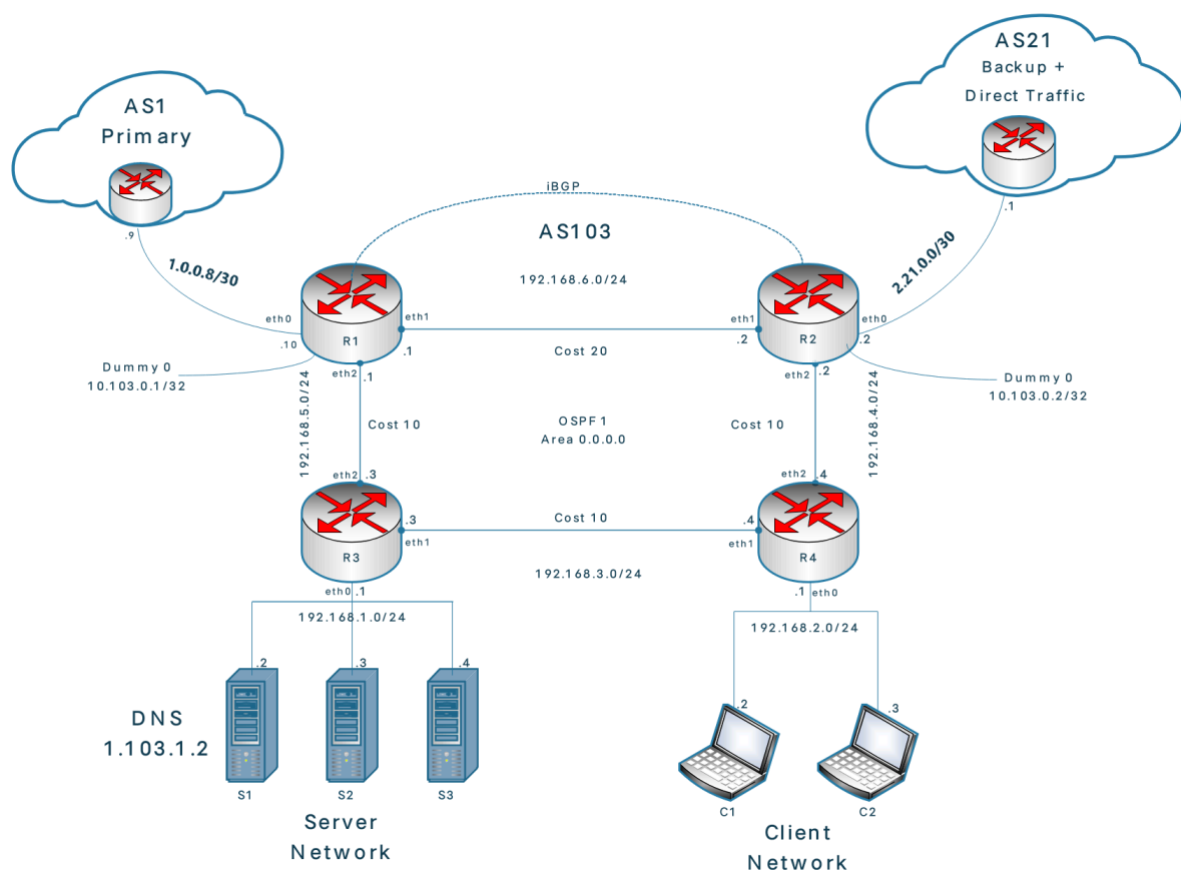 AS21
Backup +
Direct Traffic
AS1
Primary
.1
iBGP
.9
AS103
1.0.0.8/30
2.21.0.0/30
192.168.6.0/24
eth0
eth1
eth1
eth0
.10
R1
.1
.2
R2
.2
Cost 20
Dummy 0
10.103.0.1/32
eth2
.1
eth2
.2
Dummy 0
10.103.0.2/32
192.168.5.0/24
Cost 10
OSPF 1
Area 0.0.0.0
Cost 10
192.168.4.0/24
eth2
.3
eth2
.4
.3
Cost 10
.4
eth1
eth1
R3
R4
192.168.3.0/24
eth0
.1
.1
eth0
192.168.1.0/24
192.168.2.0/24
.2
.3
.4
.2
.3
DNS
1.103.1.2
S1
S2
S3
C1
C2
Server
Network
Client
Network